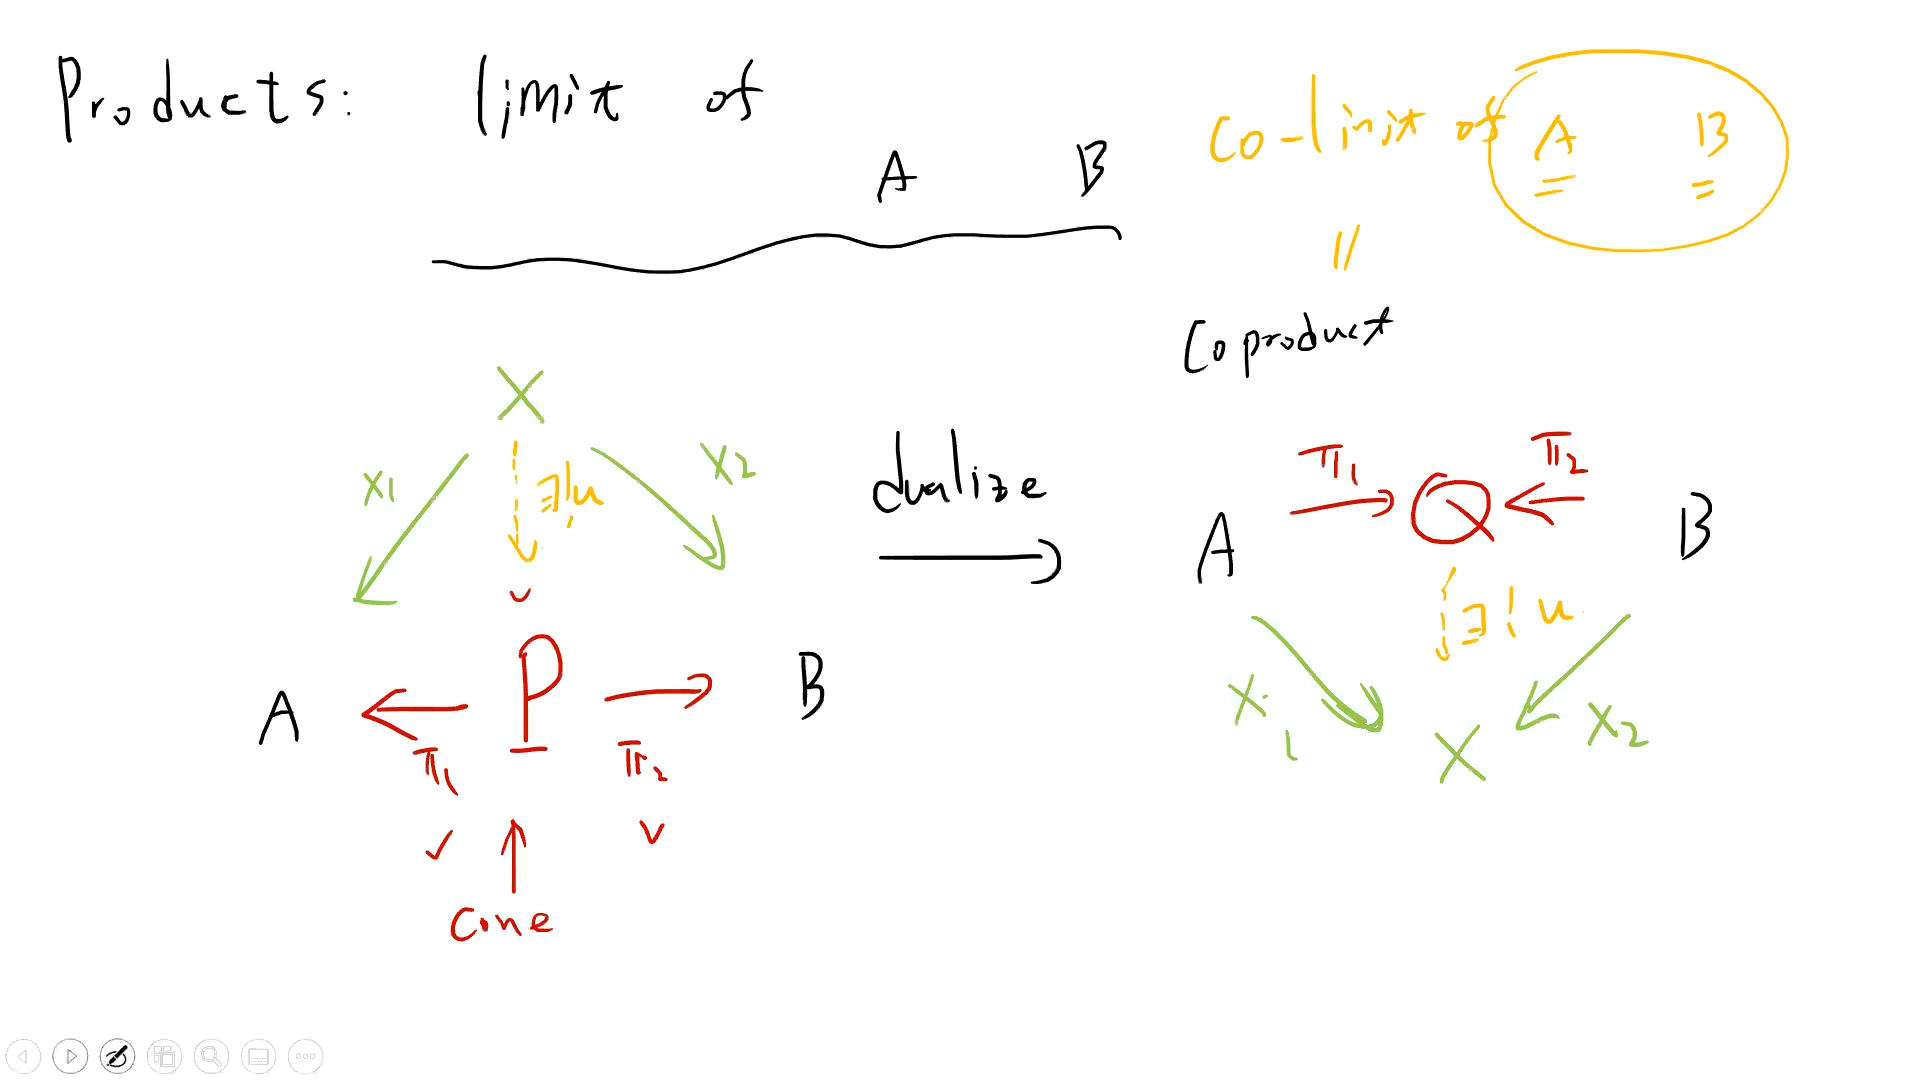 Products: limit of
A B
Co-limit of A B
//
Coproduct
X
x1 ∃!u x2
A P B
π1 π2
cone
dualize
π1 π2
A Q B
∃!u
x1 X x2